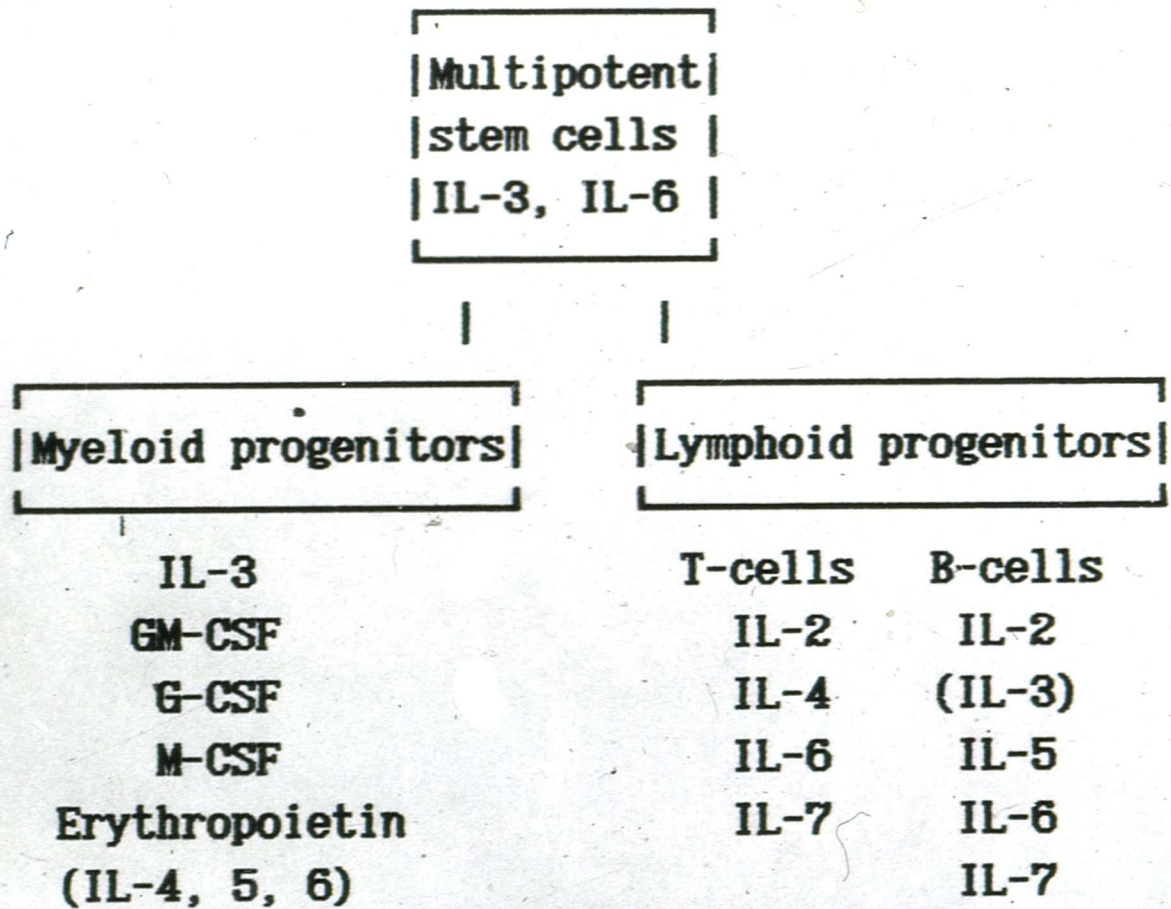 Multipotent
stem cells
IL-3, IL-6
Myeloid progenitors
Lymphoid progenitors
IL-3
GM-CSF
G-CSF
M-CSF
Erythropoietin
(IL-4, 5, 6)
T-cells B-cells
IL-2 IL-2
IL-4 (IL-3)
IL-6 IL-5
IL-7 IL-6
IL-7